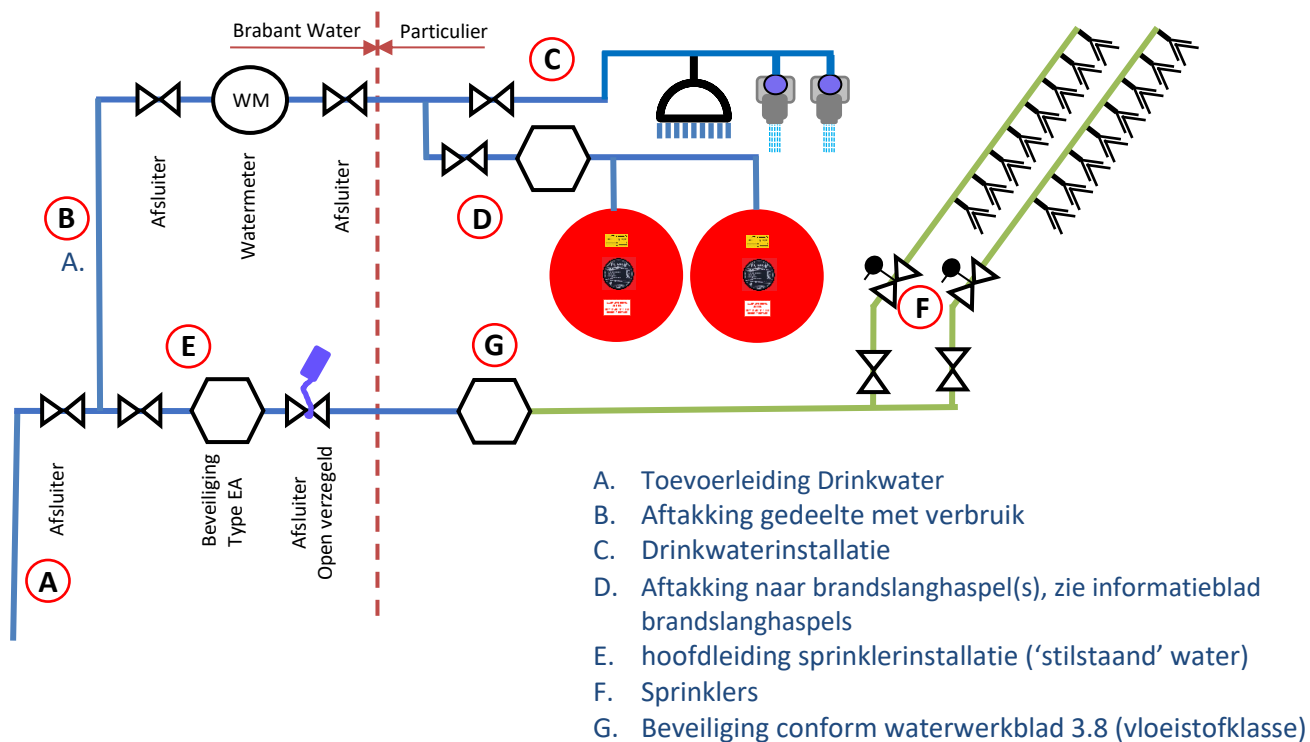 Brabant Water
Particulier
C
WM
Afsluiter
Watermeter
Afsluiter
B
A.
D
F
E
G
Afsluiter
Beveiliging
Type EA
Afsluiter
Open verzegeld
A
A. Toevoerleiding Drinkwater
B. Aftakking gedeelte met verbruik
C. Drinkwaterinstallatie
D. Aftakking naar brandslanghaspel(s), zie informatieblad
brandslanghaspels
E. hoofdleiding sprinklerinstallatie (‘stilstaand’ water)
F. Sprinklers
G. Beveiliging conform waterwerkblad 3.8 (vloeistofklasse)